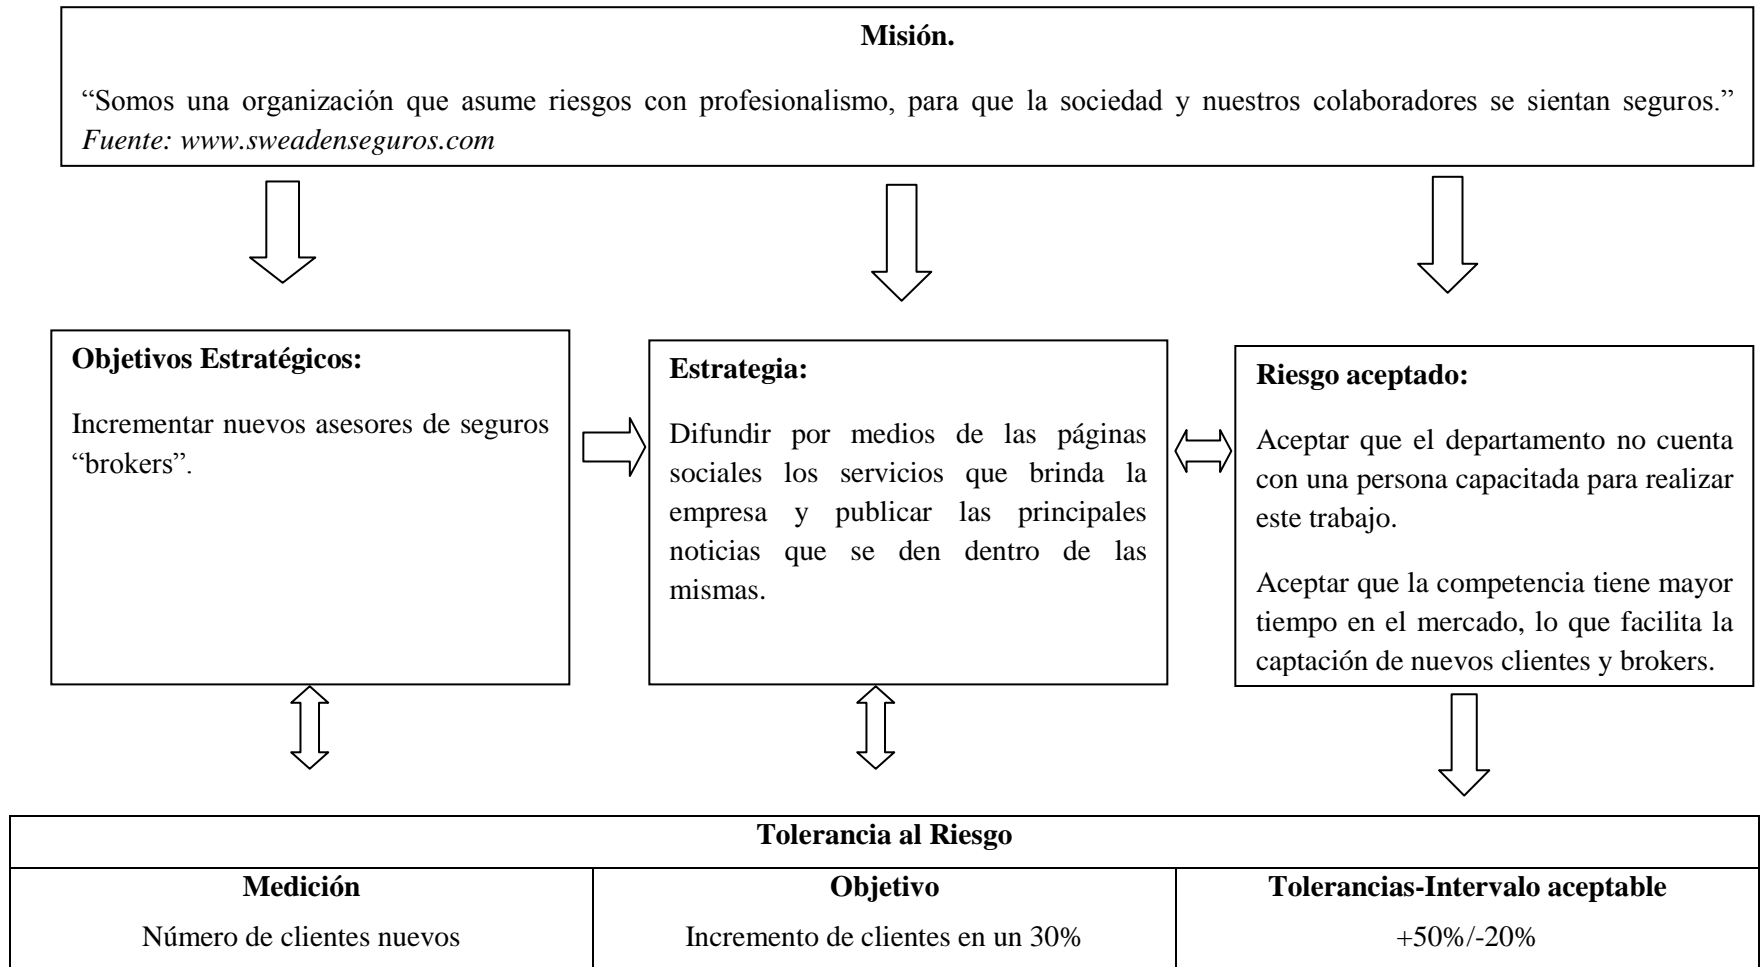 Misión.
“Somos una organización que asume riesgos con profesionalismo, para que la sociedad y nuestros colaboradores se sientan seguros.”
Fuente: www.sweadenseguros.com
Objetivos Estratégicos:
Incrementar nuevos asesores de seguros
“brokers”.
Estrategia:
Difundir por medios de las páginas
sociales los servicios que brinda la
empresa y publicar las principales
noticias que se den dentro de las
mismas.
Riesgo aceptado:
Aceptar que el departamento no cuenta
con una persona capacitada para realizar
este trabajo.
Aceptar que la competencia tiene mayor
tiempo en el mercado, lo que facilita la
captación de nuevos clientes y brokers.
Tolerancia al Riesgo
Medición
Objetivo
Tolerancias-Intervalo aceptable
Número de clientes nuevos
Incremento de clientes en un 30%
+50%/-20%